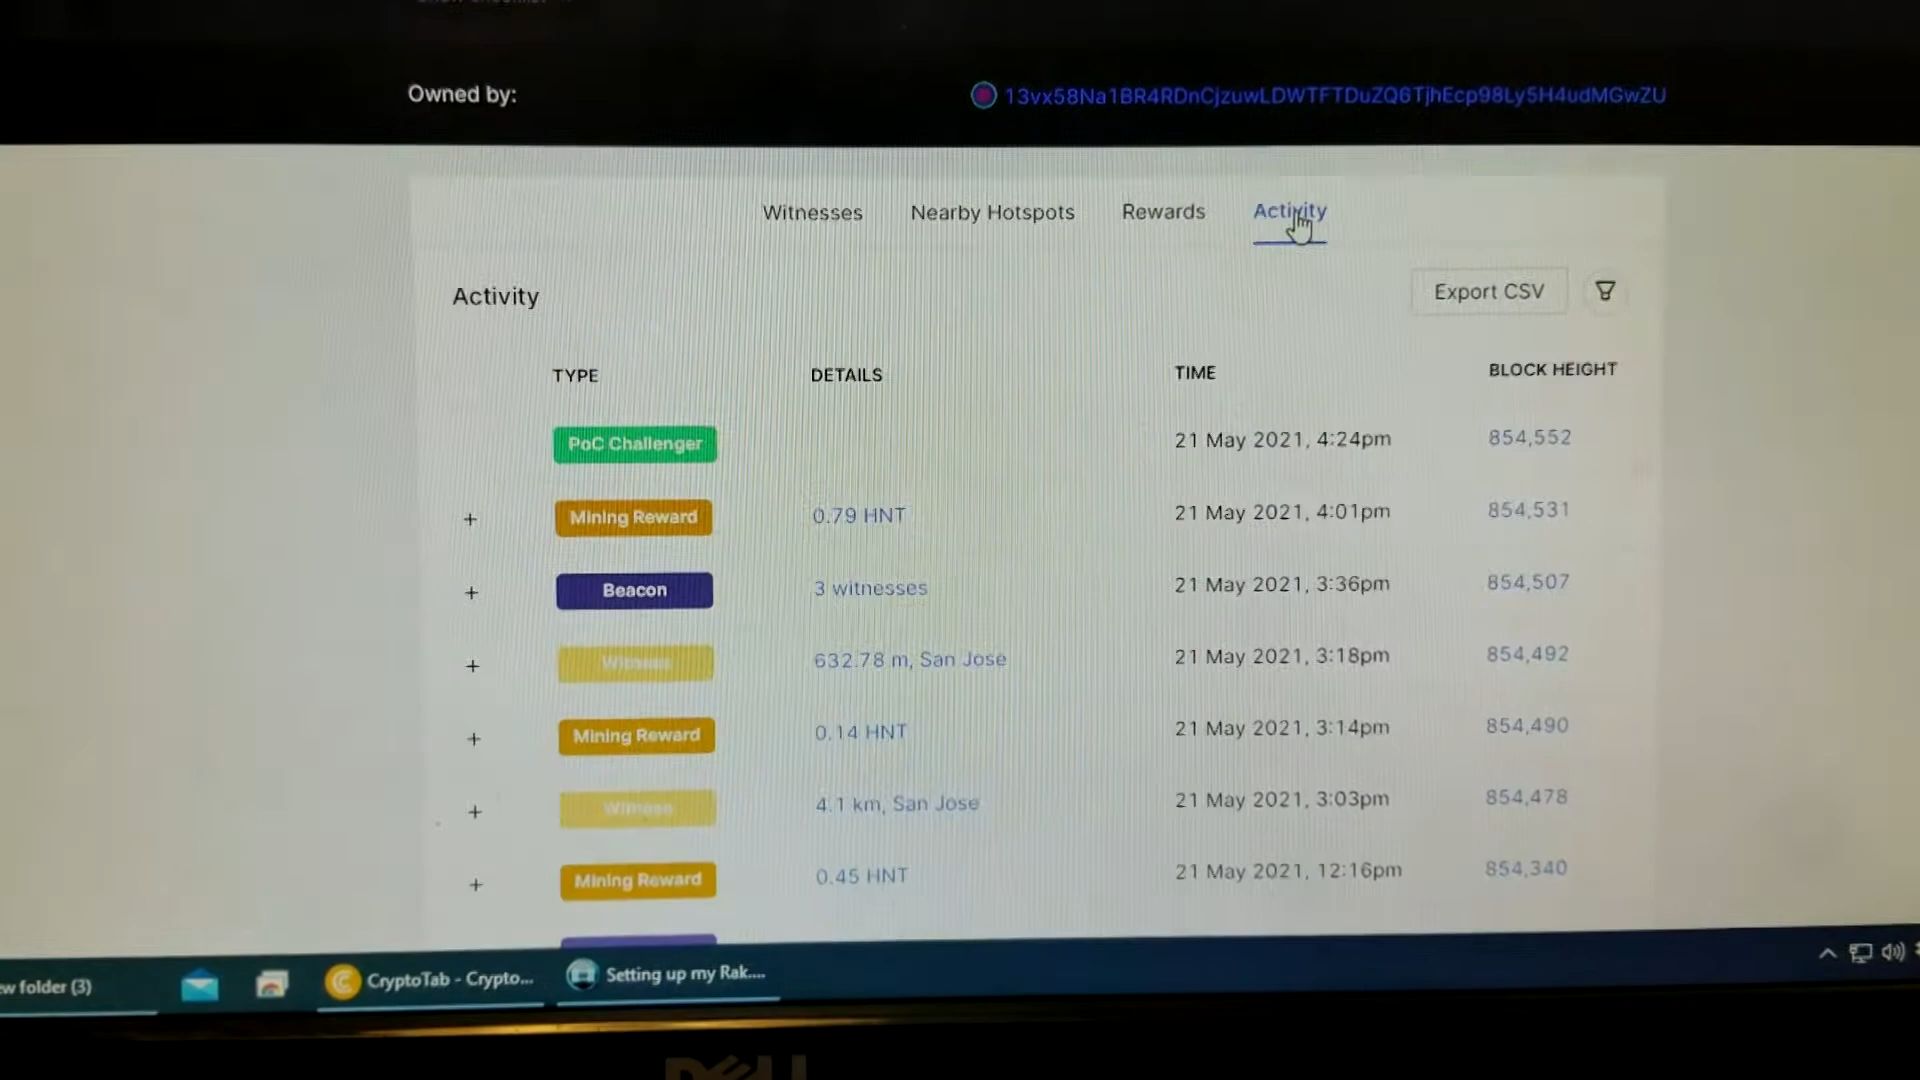 Owned by:
13vx58Na1BR4RDnCjzuwLDWTFTDuZQ6TjhEcp98Ly5H4udMGwZU
Witnesses Nearby Hotspots Rewards Activity
Activity Export CSV
TYPE DETAILS TIME BLOCK HEIGHT
PoC Challenger 21 May 2021, 4:24pm 854,552
+ Mining Reward 0.79 HNT 21 May 2021, 4:01pm 854,531
+ Beacon 3 witnesses 21 May 2021, 3:36pm 854,507
+ Witness 632.78 m, San Jose 21 May 2021, 3:18pm 854,492
+ Mining Reward 0.14 HNT 21 May 2021, 3:14pm 854,490
+ Witness 4.1 km, San Jose 21 May 2021, 3:03pm 854,478
+ Mining Reward 0.45 HNT 21 May 2021, 12:16pm 854,340
ew folder (3) CryptoTab - Crypto... Setting up my Rak....
DELL